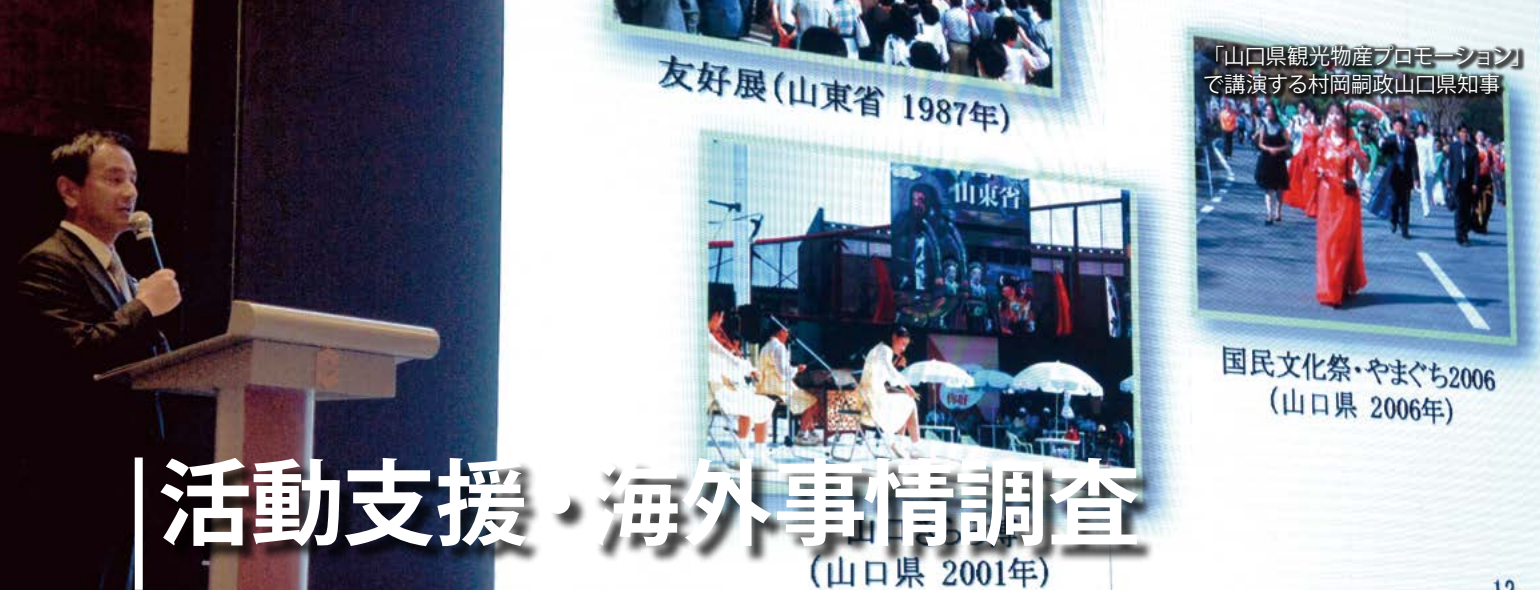 「山口県観光物産プロモーション」
で講演する村岡嗣政山口県知事
友好展(山東省 1987年)
山東省
国民文化祭・やまぐち2006
(山口県 2006年)
活動支援・海外事情調査
(山口県 2001年)